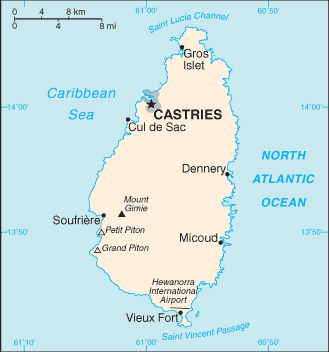 61°00'
60°50'
0 4 8 km
0 4 8 mi
Saint Lucia Channel
Gros
Islet
Caribbean
Sea
14°00'
14°00'
CASTRIES
Cul de Sac
NORTH
ATLANTIC
OCEAN
Dennery
Mount
Gimie
Soufrière
Petit Piton
Grand Piton
Micoud
13°50'
13°50'
Hewanorra
International
Airport
Vieux Fort
Saint Vincent Passage
61°10'
61°00'
60°50'